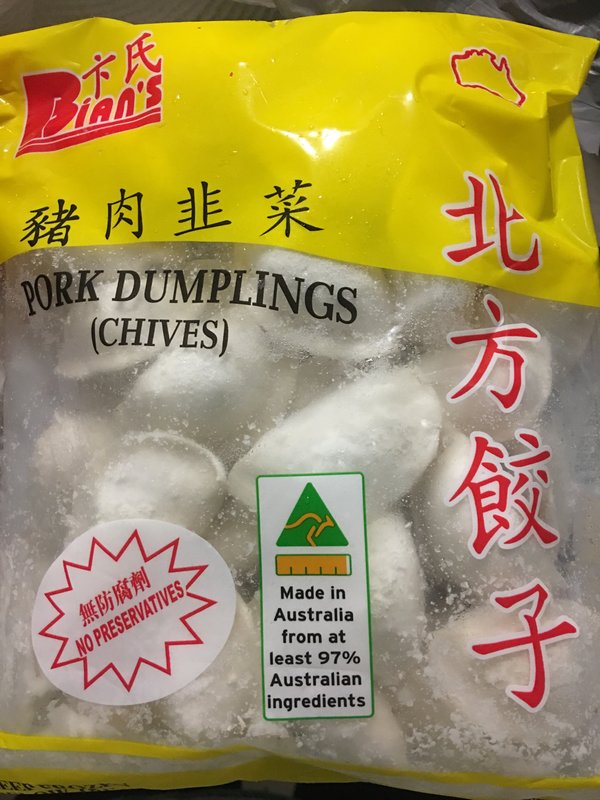 卞氏
BIAN'S
豬肉韭菜
PORK DUMPLINGS
(CHIVES)
北方餃子
無防腐劑
NO PRESERVATIVES
Made in
Australia
from at
least 97%
Australian
ingredients